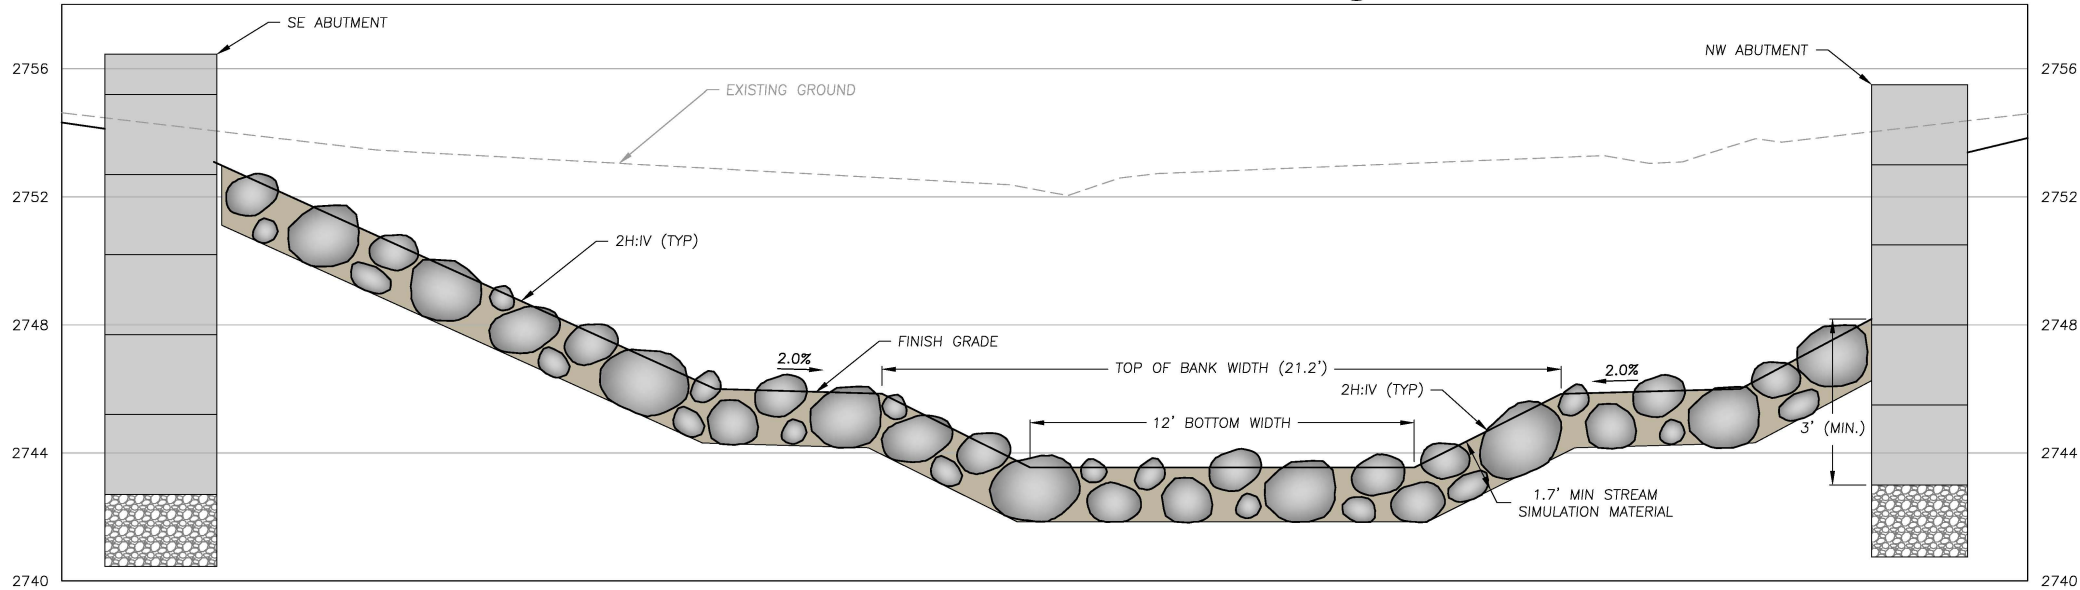 SE ABUTMENT
NW ABUTMENT
2756
2756
EXISTING GROUND
2752
2752
2H:IV (TYP)
2748
2748
FINISH GRADE
2.0%
TOP OF BANK WIDTH (21.2')
2.0%
2H:IV (TYP)
12' BOTTOM WIDTH
3' (MIN.)
2744
2744
1.7' MIN STREAM
SIMULATION MATERIAL
2740
2740